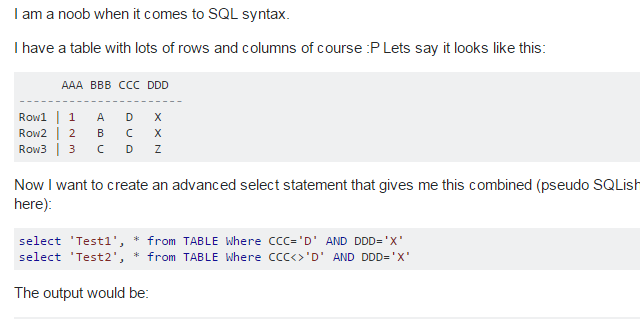 I am a noob when it comes to SQL syntax.
I have a table with lots of rows and columns of course :P Lets say it looks like this:
AAA BBB CCC DDD
-----------------------
Row1 | 1 A D X
Row2 | 2 B C X
Row3 | 3 C D Z
Now I want to create an advanced select statement that gives me this combined (pseudo SQLish
here):
select 'Test1', * from TABLE Where CCC='D' AND DDD='X'
select 'Test2', * from TABLE Where CCC<>'D' AND DDD='X'
The output would be: